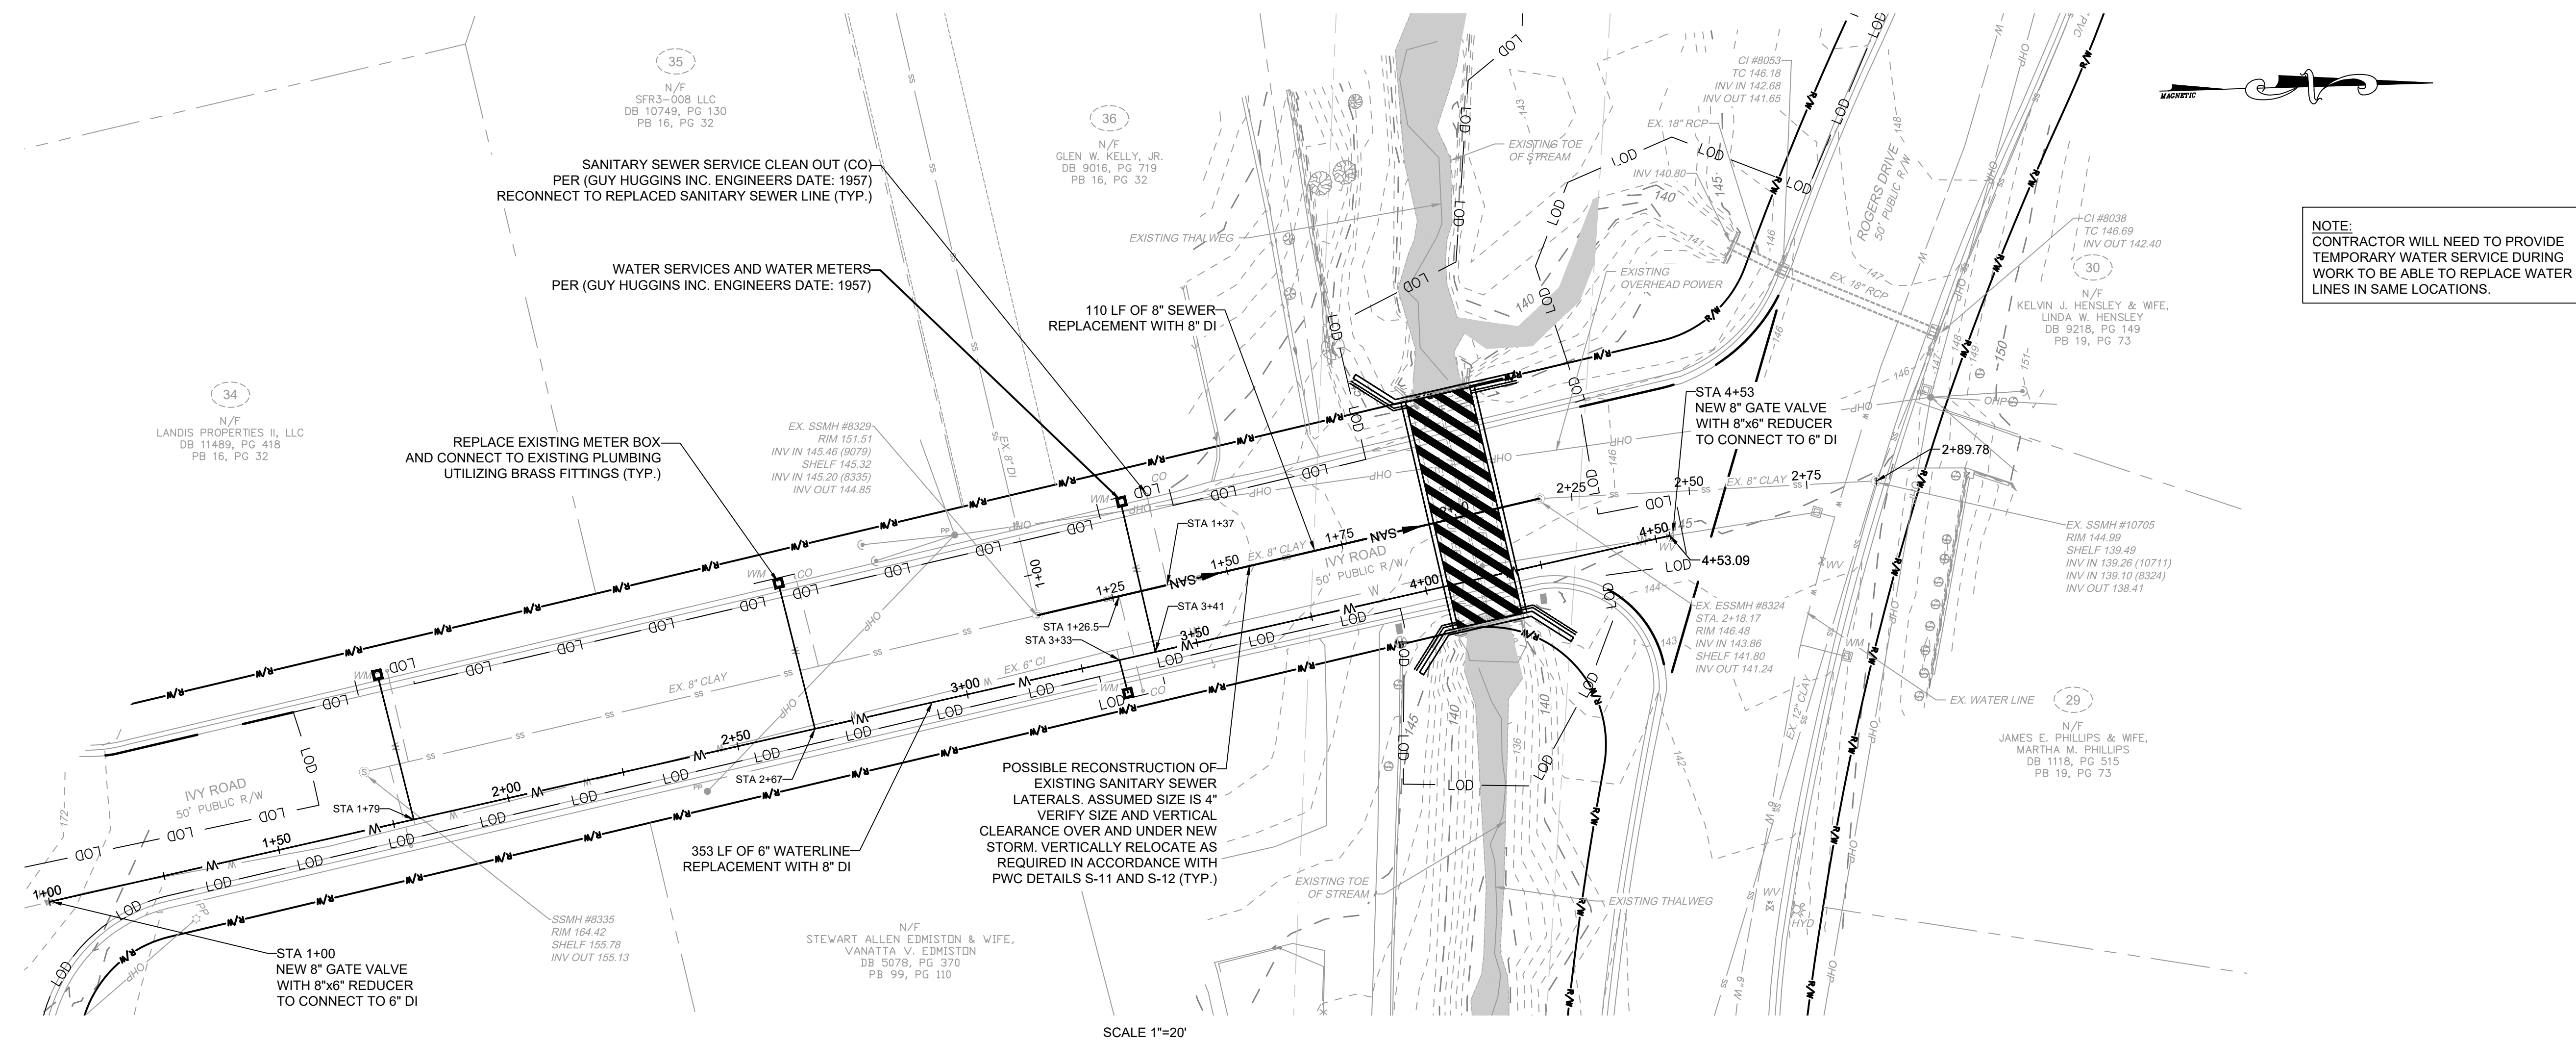 35
N/F
SFR3-008 LLC
DB 10749, PG 130
PB 16, PG 32
SANITARY SEWER SERVICE CLEAN OUT (CO)
PER (GUY HUGGINS INC. ENGINEERS DATE: 1957)
RECONNECT TO REPLACED SANITARY SEWER LINE (TYP.)
WATER SERVICES AND WATER METERS
PER (GUY HUGGINS INC. ENGINEERS DATE: 1957)
36
N/F
GLEN W. KELLY, JR.
DB 9016, PG 719
PB 16, PG 32
EXISTING THALWEG
EXISTING TOE
OF STREAM
CI #8053
TC 146.18
INV IN 142.68
INV OUT 141.65
EX. 18" RCP
INV 140.80
EXISTING
OVERHEAD POWER
ROGERS DRIVE
50' PUBLIC R/W
EX. 18" RCP
MAGNETIC
NOTE:
CONTRACTOR WILL NEED TO PROVIDE
TEMPORARY WATER SERVICE DURING
WORK TO BE ABLE TO REPLACE WATER
LINES IN SAME LOCATIONS.
CI #8038
TC 146.69
INV OUT 142.40
30
N/F
KELVIN J. HENSLEY & WIFE,
LINDA W. HENSLEY
DB 9218, PG 149
PB 19, PG 73
110 LF OF 8" SEWER
REPLACEMENT WITH 8" DI
34
N/F
LANDIS PROPERTIES II, LLC
DB 11489, PG 418
PB 16, PG 32
REPLACE EXISTING METER BOX
AND CONNECT TO EXISTING PLUMBING
UTILIZING BRASS FITTINGS (TYP.)
EX. SSMH #8329
RIM 151.51
INV IN 145.46 (9079)
SHELF 145.32
INV IN 145.20 (8335)
INV OUT 144.85
EX. 8" DI
STA 4+53
NEW 8" GATE VALVE
WITH 8"x6" REDUCER
TO CONNECT TO 6" DI
2+89.78
2+25
2+50
EX. 8" CLAY
2+75
4+50
4+53.09
EX. SSMH #10705
RIM 144.99
SHELF 139.49
INV IN 139.26 (10711)
INV IN 139.10 (8324)
INV OUT 138.41
STA 1+37
1+00
1+25
1+50
EX. 8" CLAY
1+75
IVY ROAD
50' PUBLIC R/W
STA 1+26.5
STA 3+33
STA 3+41
3+50
4+00
EX. ESSMH #8324
STA. 2+18.17
RIM 146.48
INV IN 143.86
SHELF 141.80
INV OUT 141.24
EX. 6" CI
EX. 8" CLAY
3+00
WM
CO
EX. WATER LINE
EX. 12" CLAY
29
N/F
JAMES E. PHILLIPS & WIFE,
MARTHA M. PHILLIPS
DB 1118, PG 515
PB 19, PG 73
2+50
STA 2+67
2+00
STA 1+79
IVY ROAD
50' PUBLIC R/W
1+50
1+00
353 LF OF 6" WATERLINE
REPLACEMENT WITH 8" DI
POSSIBLE RECONSTRUCTION OF
EXISTING SANITARY SEWER
LATERALS. ASSUMED SIZE IS 4"
VERIFY SIZE AND VERTICAL
CLEARANCE OVER AND UNDER NEW
STORM. VERTICALLY RELOCATE AS
REQUIRED IN ACCORDANCE WITH
PWC DETAILS S-11 AND S-12 (TYP.)
EXISTING TOE
OF STREAM
EXISTING THALWEG
WV
HYD
SSMH #8335
RIM 164.42
SHELF 155.78
INV OUT 155.13
N/F
STEWART ALLEN EDMISTON & WIFE,
VANATTA V. EDMISTON
DB 5078, PG 370
PB 99, PG 110
STA 1+00
NEW 8" GATE VALVE
WITH 8"x6" REDUCER
TO CONNECT TO 6" DI
SCALE 1"=20'